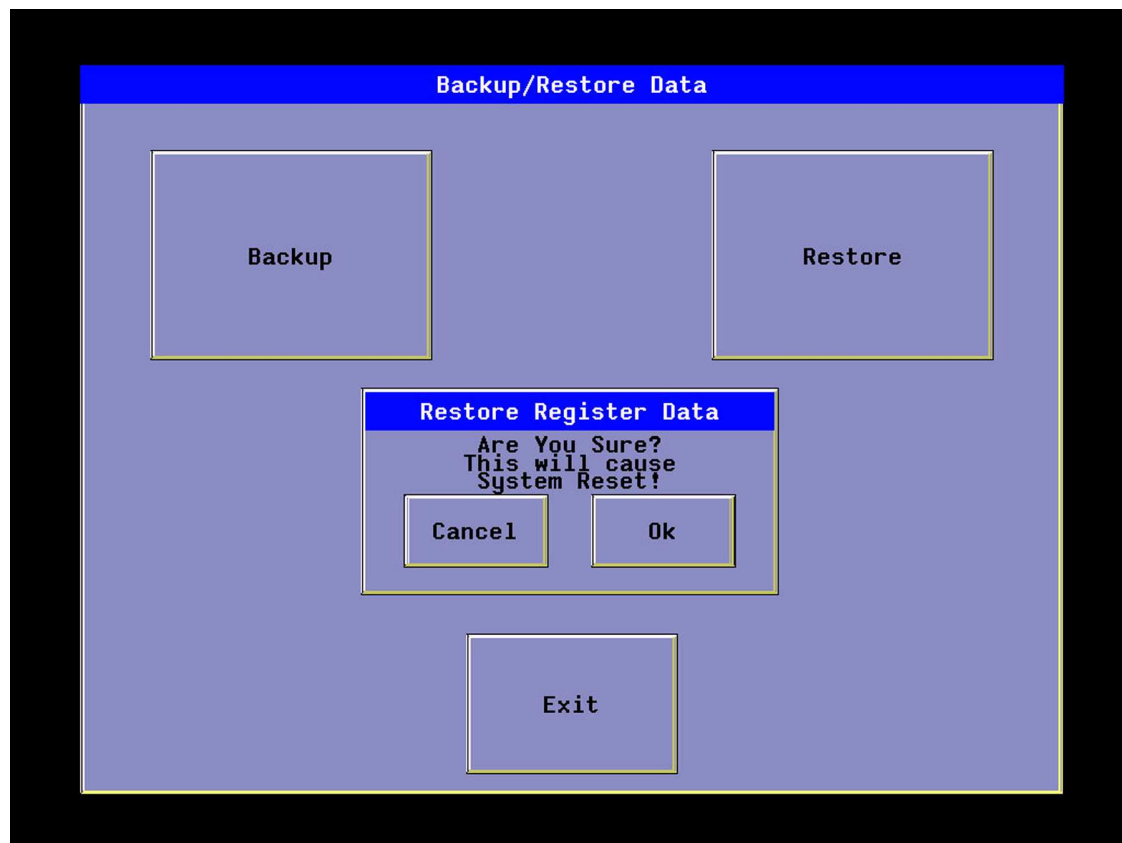 Backup/Restore Data
Backup
Restore
Restore Register Data
Are You Sure?
This will cause
System Reset!
Cancel
Ok
Exit